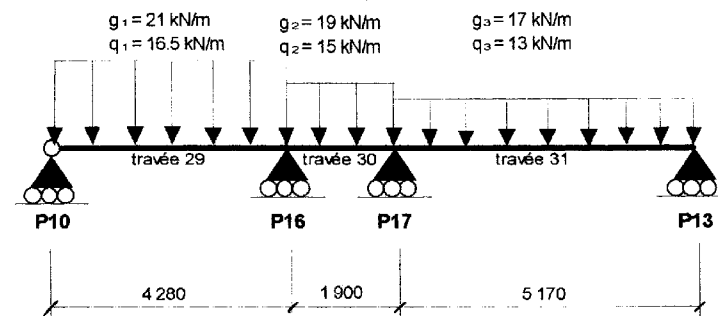 g₁ = 21 kN/m g₂ = 19 kN/m g₃ = 17 kN/m
q₁ = 16.5 kN/m q₂ = 15 kN/m q₃ = 13 kN/m
travée 29 travée 30 travée 31
P10 P16 P17 P13
4 280 1 900 5 170